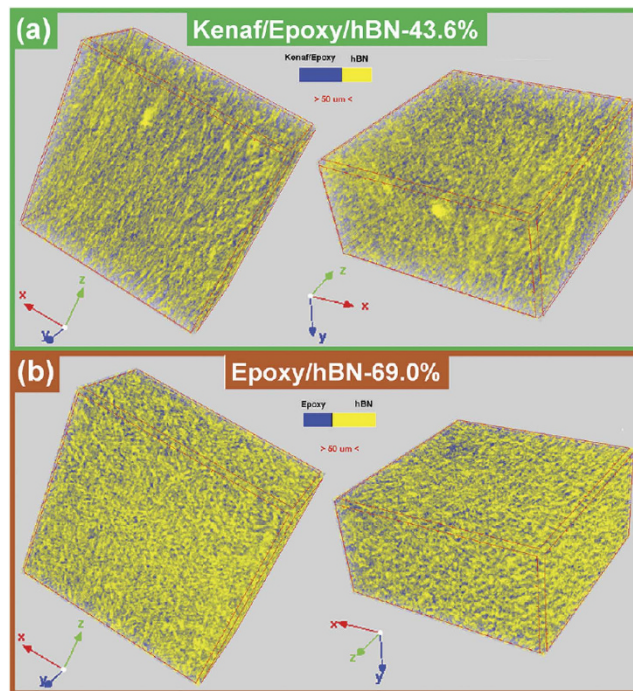 (a) Kenaf/Epoxy/hBN-43.6%
Kenaf/Epoxy hBN
> 50 um <
x
y
z
z
x
y
(b) Epoxy/hBN-69.0%
Epoxy hBN
> 50 um <
x
y
z
x
z
y